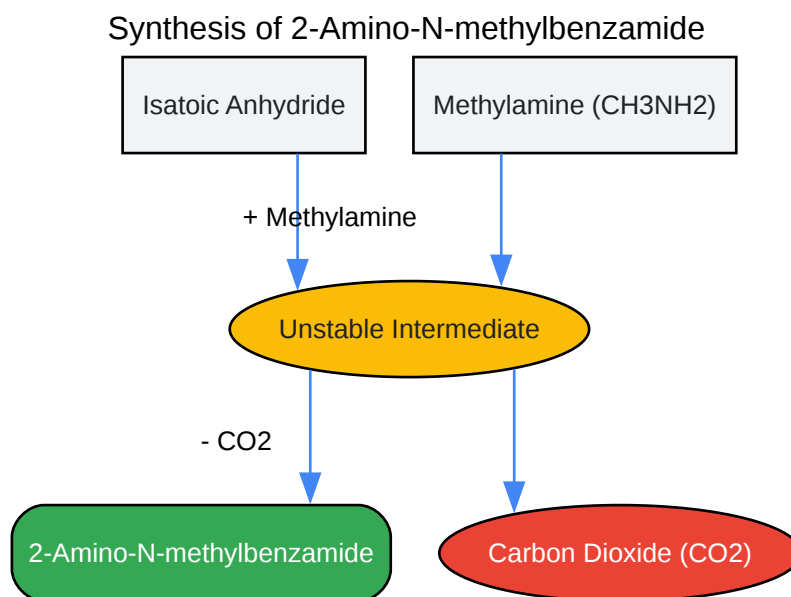 Synthesis of 2-Amino-N-methylbenzamide
Isatoic Anhydride
Methylamine (CH3NH2)
+ Methylamine
Unstable Intermediate
- CO2
2-Amino-N-methylbenzamide
Carbon Dioxide (CO2)